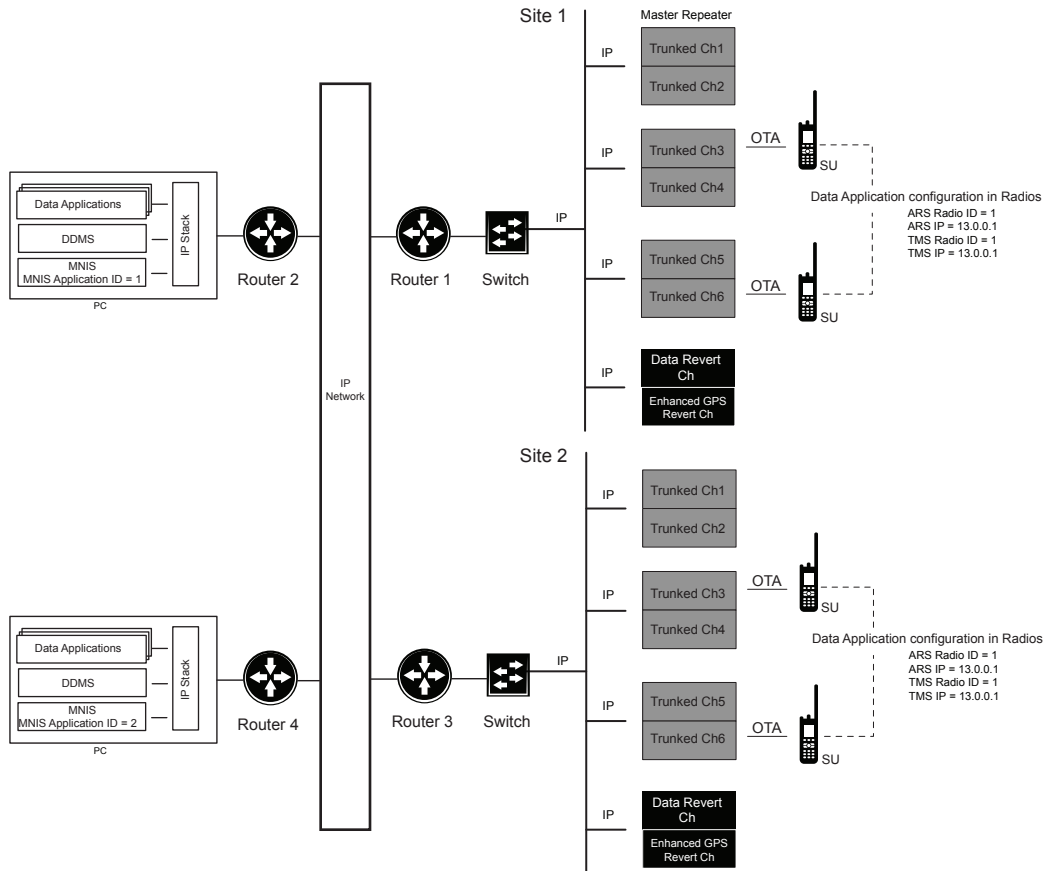 Site 1
Master Repeater
IP
Trunked Ch1
Trunked Ch2
IP
Trunked Ch3
Trunked Ch4
OTA
SU
Data Applications
DDMS
MNIS
MNIS Application ID = 1
IP Stack
PC
Router 2
Router 1
Switch
IP
Data Application configuration in Radios
ARS Radio ID = 1
ARS IP = 13.0.0.1
TMS Radio ID = 1
TMS IP = 13.0.0.1
IP
Trunked Ch5
Trunked Ch6
OTA
SU
IP
Data Revert
Ch
Enhanced GPS
Revert Ch
IP
Network
Site 2
IP
Trunked Ch1
Trunked Ch2
IP
Trunked Ch3
Trunked Ch4
OTA
SU
Data Applications
DDMS
MNIS
MNIS Application ID = 2
IP Stack
PC
Router 4
Router 3
Switch
IP
Data Application configuration in Radios
ARS Radio ID = 1
ARS IP = 13.0.0.1
TMS Radio ID = 1
TMS IP = 13.0.0.1
IP
Trunked Ch5
Trunked Ch6
OTA
SU
IP
Data Revert
Ch
Enhanced GPS
Revert Ch